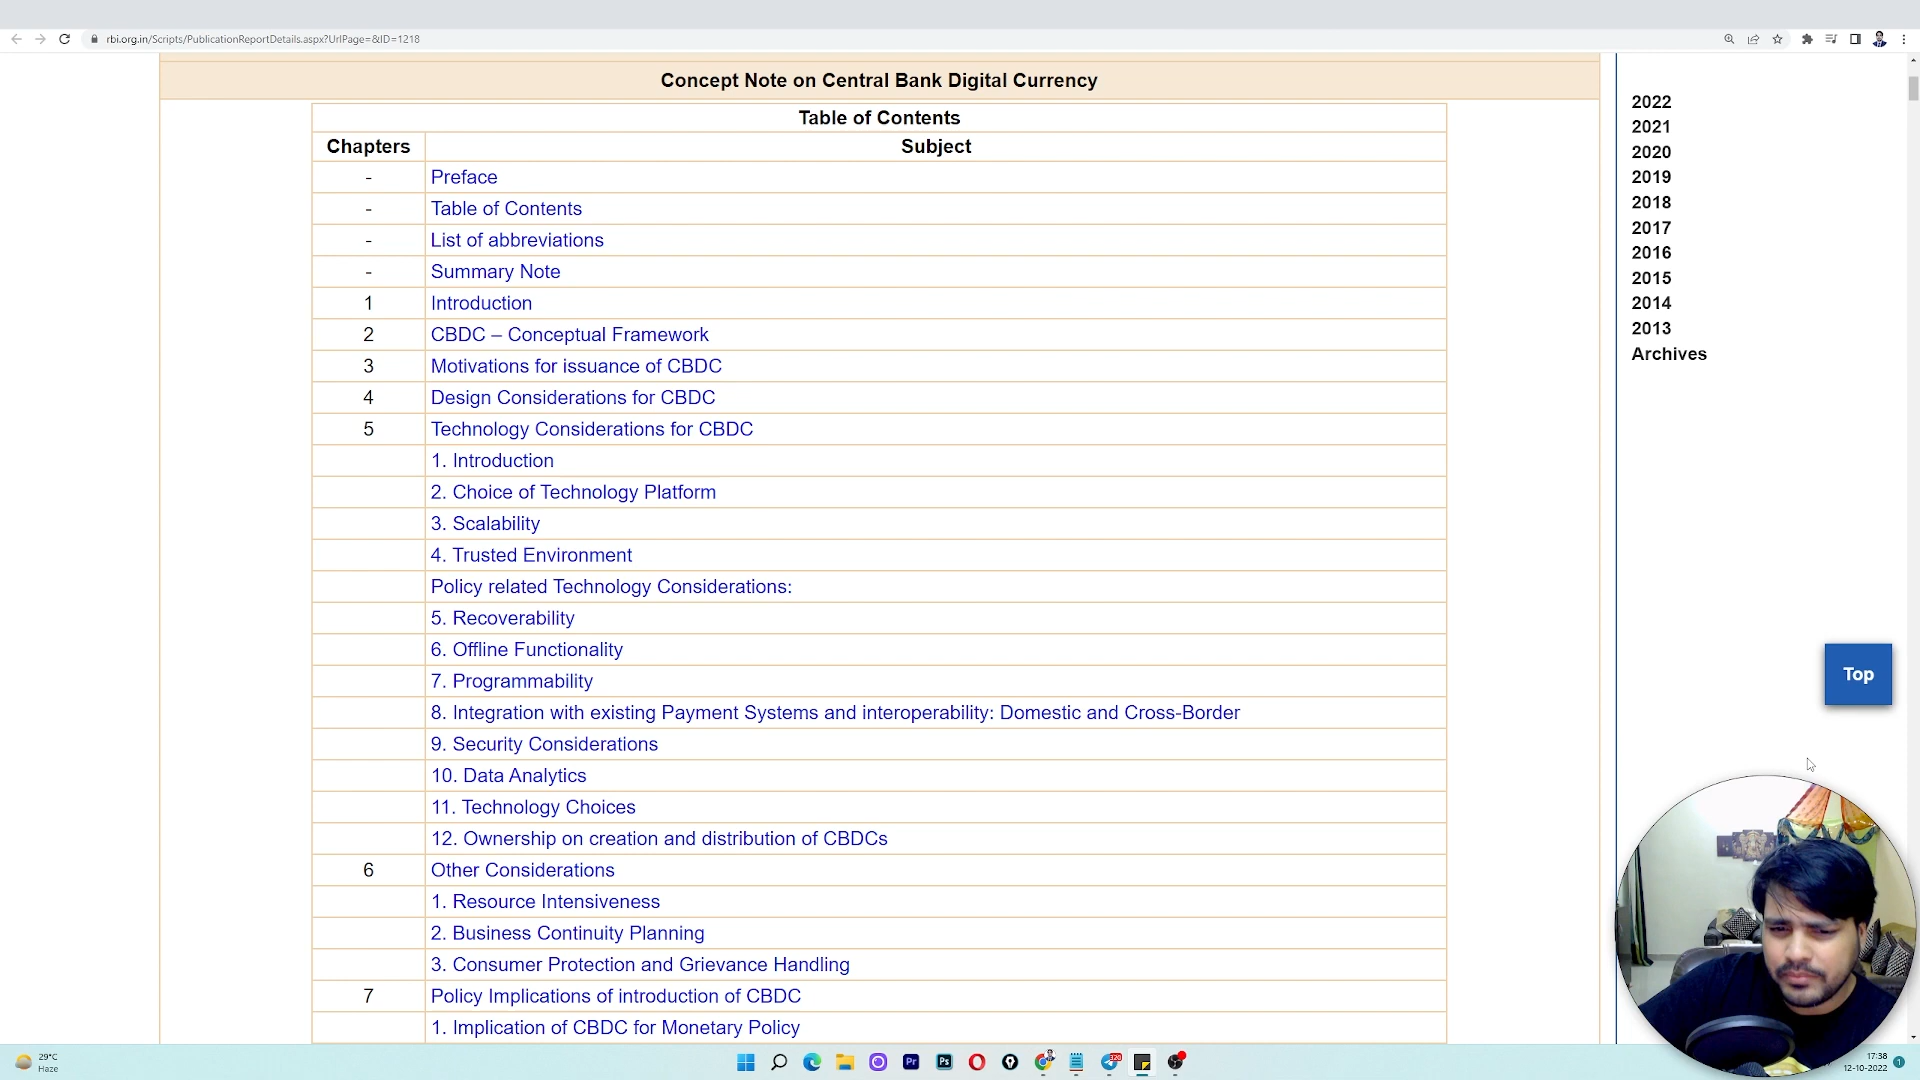 rbi.org.in/Scripts/PublicationReportDetails.aspx?UrlPage=&ID=1218
Concept Note on Central Bank Digital Currency
Table of Contents
Chapters Subject
- Preface
- Table of Contents
- List of abbreviations
- Summary Note
1 Introduction
2 CBDC – Conceptual Framework
3 Motivations for issuance of CBDC
4 Design Considerations for CBDC
5 Technology Considerations for CBDC
1. Introduction
2. Choice of Technology Platform
3. Scalability
4. Trusted Environment
Policy related Technology Considerations:
5. Recoverability
6. Offline Functionality
7. Programmability
8. Integration with existing Payment Systems and interoperability: Domestic and Cross-Border
9. Security Considerations
10. Data Analytics
11. Technology Choices
12. Ownership on creation and distribution of CBDCs
6 Other Considerations
1. Resource Intensiveness
2. Business Continuity Planning
3. Consumer Protection and Grievance Handling
7 Policy Implications of introduction of CBDC
1. Implication of CBDC for Monetary Policy
2022
2021
2020
2019
2018
2017
2016
2015
2014
2013
Archives
Top
29°C
Haze
Pr
Ps
320
17:38
12-10-2022
1